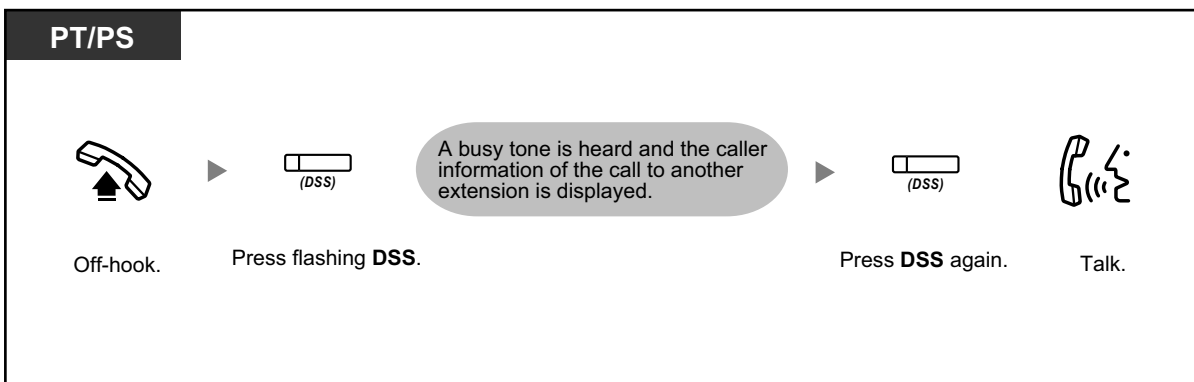 PT/PS
A busy tone is heard and the caller
information of the call to another
extension is displayed.
(DSS)
(DSS)
Off-hook.
Press flashing DSS.
Press DSS again.
Talk.